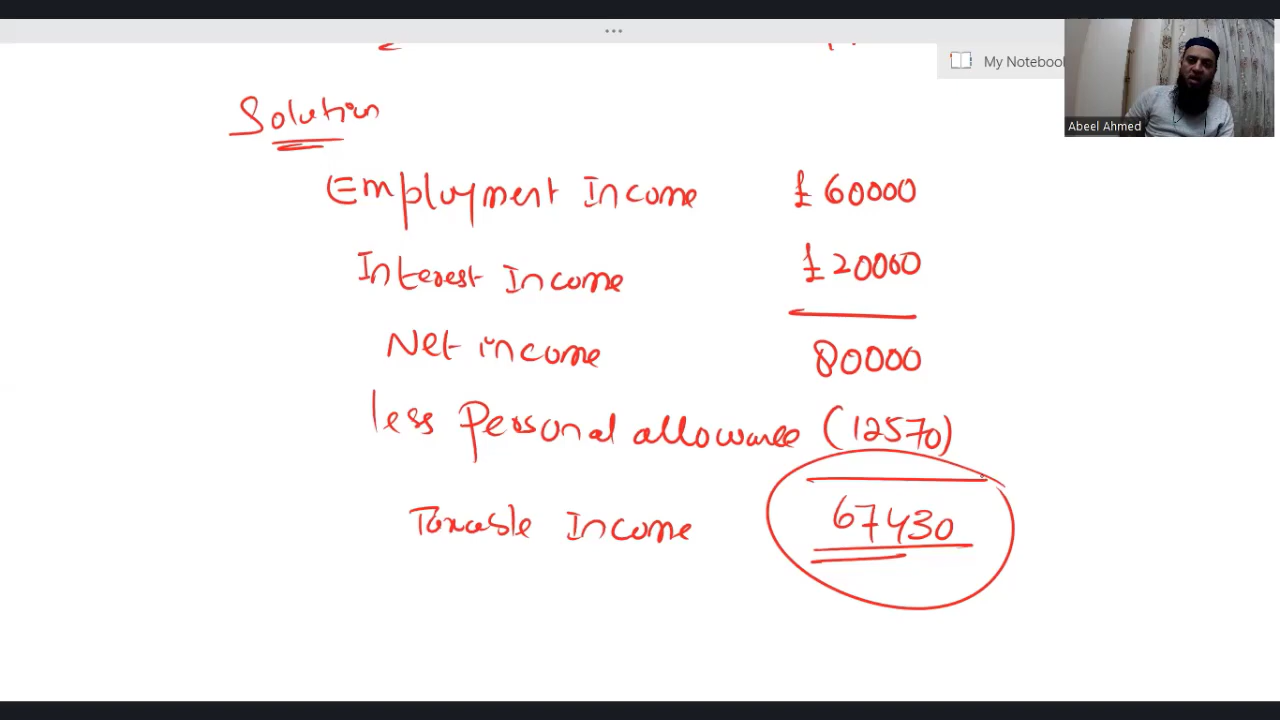 My Notebook
Abeel Ahmed
Solution
Employment Income £60000
Interest Income £20000
Net income 80000
less Personal allowance (12570)
Taxable Income 67430